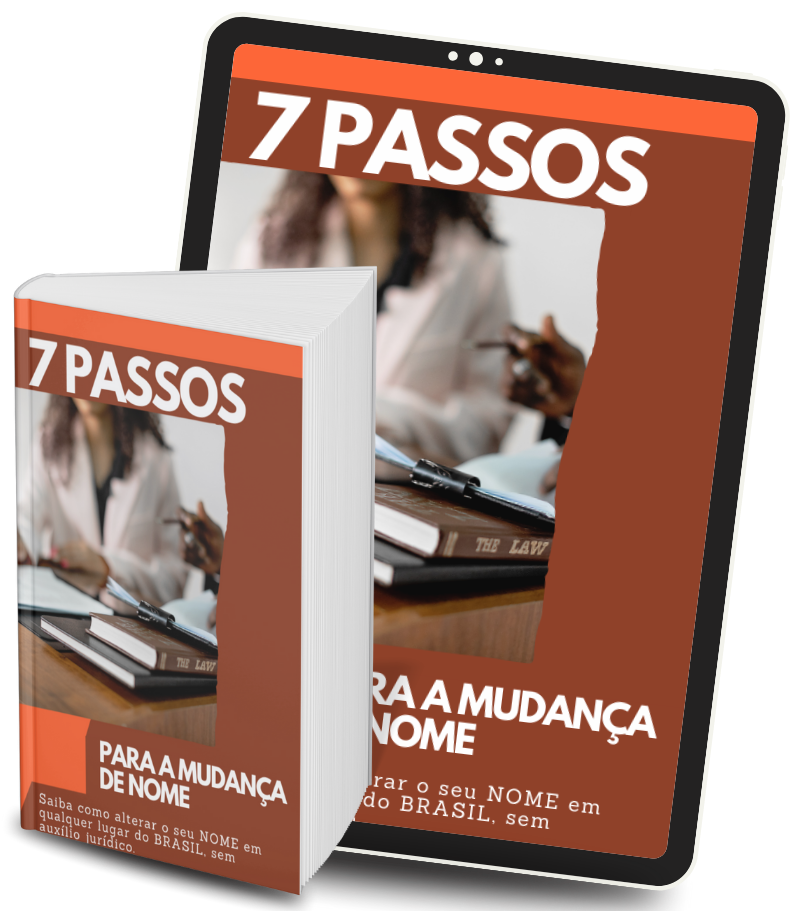 7 PASSOS
RA A MUDANÇA
NOME
rar o seu NOME em
do BRASIL, sem
THE LAW
7 PASSOS
THE LAW
PARA A MUDANÇA
DE NOME
Saiba como alterar o seu NOME em
qualquer lugar do BRASIL, sem
auxílio jurídico.